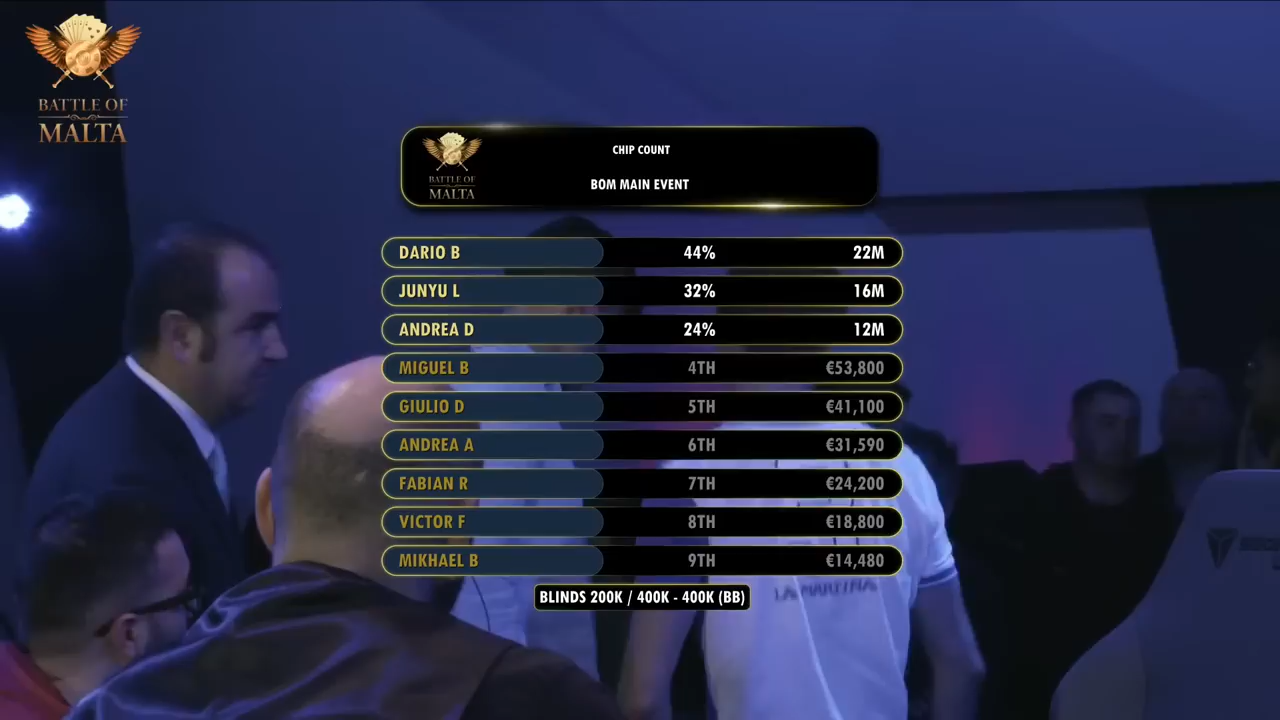 BATTLE OF
MALTA
CHIP COUNT
BATTLE OF
MALTA
BOM MAIN EVENT
DARIO B 44% 22M
JUNYU L 32% 16M
ANDREA D 24% 12M
MIGUEL B 4TH €53,800
GIULIO D 5TH €41,100
ANDREA A 6TH €31,590
FABIAN R 7TH €24,200
VICTOR F 8TH €18,800
MIKHAEL B 9TH €14,480
BLINDS 200K / 400K - 400K (BB)
LA MARTINA